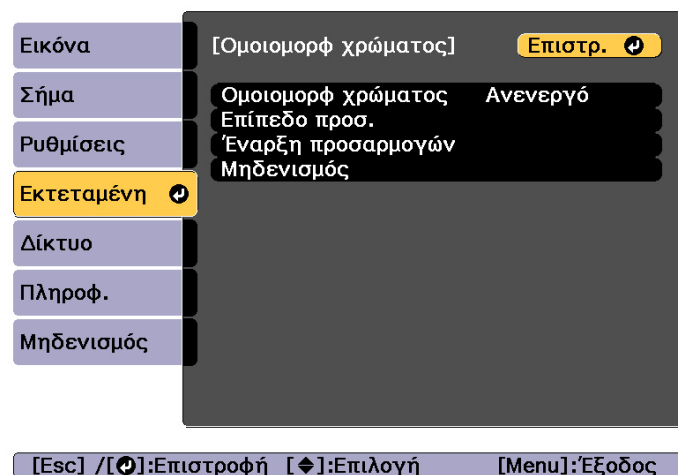 Εικόνα
Σήμα
Ρυθμίσεις
Εκτεταμένη
Δίκτυο
Πληροφ.
Μηδενισμός
[Ομοιομορφ χρώματος] Επιστρ.
Ομοιομορφ χρώματος Ανενεργό
Επίπεδο προσ.
Έναρξη προσαρμογών
Μηδενισμός
[Esc] /[]:Επιστροφή []:Επιλογή [Menu]:Έξοδος